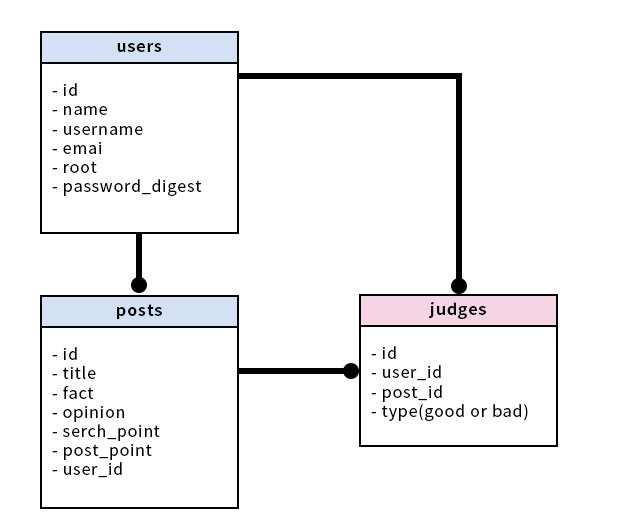 users
- id
- name
- username
- emai
- root
- password_digest
posts
- id
- title
- fact
- opinion
- serch_point
- post_point
- user_id
judges
- id
- user_id
- post_id
- type(good or bad)